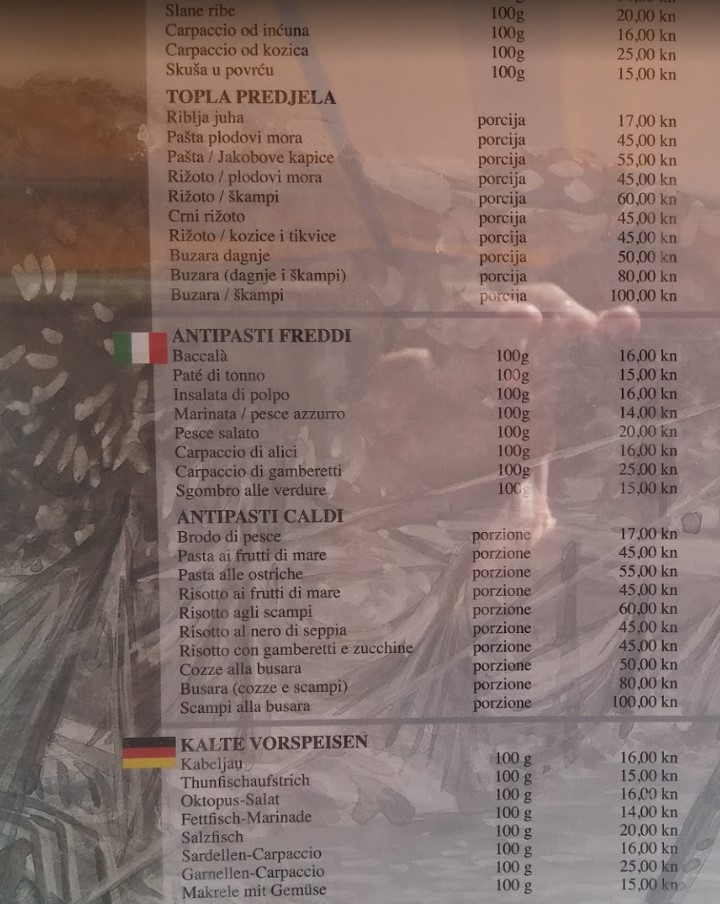 Slane ribe 100g 20,00 kn
Carpaccio od inćuna 100g 16,00 kn
Carpaccio od kozica 100g 25,00 kn
Skuša u povrću 100g 15,00 kn
TOPLA PREDJELA
Riblja juha porcija 17,00 kn
Pašta plodovi mora porcija 45,00 kn
Pašta / Jakobove kapice porcija 55,00 kn
Rižoto / plodovi mora porcija 45,00 kn
Rižoto / škampi porcija 60,00 kn
Crni rižoto porcija 45,00 kn
Rižoto / kozice i tikvice porcija 45,00 kn
Buzara dagnje porcija 50,00 kn
Buzara (dagnje i škampi) porcija 80,00 kn
Buzara / škampi porcija 100,00 kn
ANTIPASTI FREDDI
Baccalà 100g 16,00 kn
Paté di tonno 100g 15,00 kn
Insalata di polpo 100g 16,00 kn
Marinata / pesce azzurro 100g 14,00 kn
Pesce salato 100g 20,00 kn
Carpaccio di alici 100g 16,00 kn
Carpaccio di gamberetti 100g 25,00 kn
Sgombro alle verdure 100g 15,00 kn
ANTIPASTI CALDI
Brodo di pesce porzione 17,00 kn
Pasta ai frutti di mare porzione 45,00 kn
Pasta alle ostriche porzione 55,00 kn
Risotto ai frutti di mare porzione 45,00 kn
Risotto agli scampi porzione 60,00 kn
Risotto al nero di seppia porzione 45,00 kn
Risotto con gamberetti e zucchine porzione 45,00 kn
Cozze alla busara porzione 50,00 kn
Busara (cozze e scampi) porzione 80,00 kn
Scampi alla busara porzione 100,00 kn
KALTE VORSPEISEN
Kabeljau 100 g 16,00 kn
Thunfischaufstrich 100 g 15,00 kn
Oktopus-Salat 100 g 16,00 kn
Fettfisch-Marinade 100 g 14,00 kn
Salzfisch 100 g 20,00 kn
Sardellen-Carpaccio 100 g 16,00 kn
Garnellen-Carpaccio 100 g 25,00 kn
Makrele mit Gemüse 100 g 15,00 kn